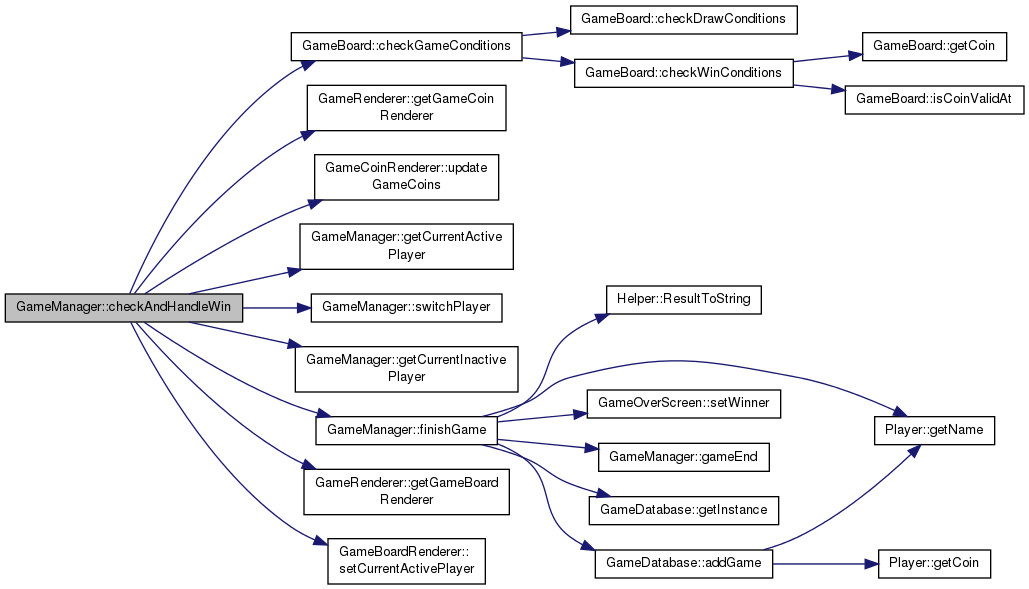 GameManager::checkAndHandleWin
GameBoard::checkGameConditions
GameBoard::checkDrawConditions
GameBoard::checkWinConditions
GameBoard::getCoin
GameBoard::isCoinValidAt
GameRenderer::getGameCoin
Renderer
GameCoinRenderer::update
GameCoins
GameManager::getCurrentActive
Player
GameManager::switchPlayer
GameManager::getCurrentInactive
Player
GameManager::finishGame
Helper::ResultToString
GameOverScreen::setWinner
GameManager::gameEnd
GameDatabase::getInstance
GameDatabase::addGame
Player::getName
Player::getCoin
GameRenderer::getGameBoard
Renderer
GameBoardRenderer::
setCurrentActivePlayer